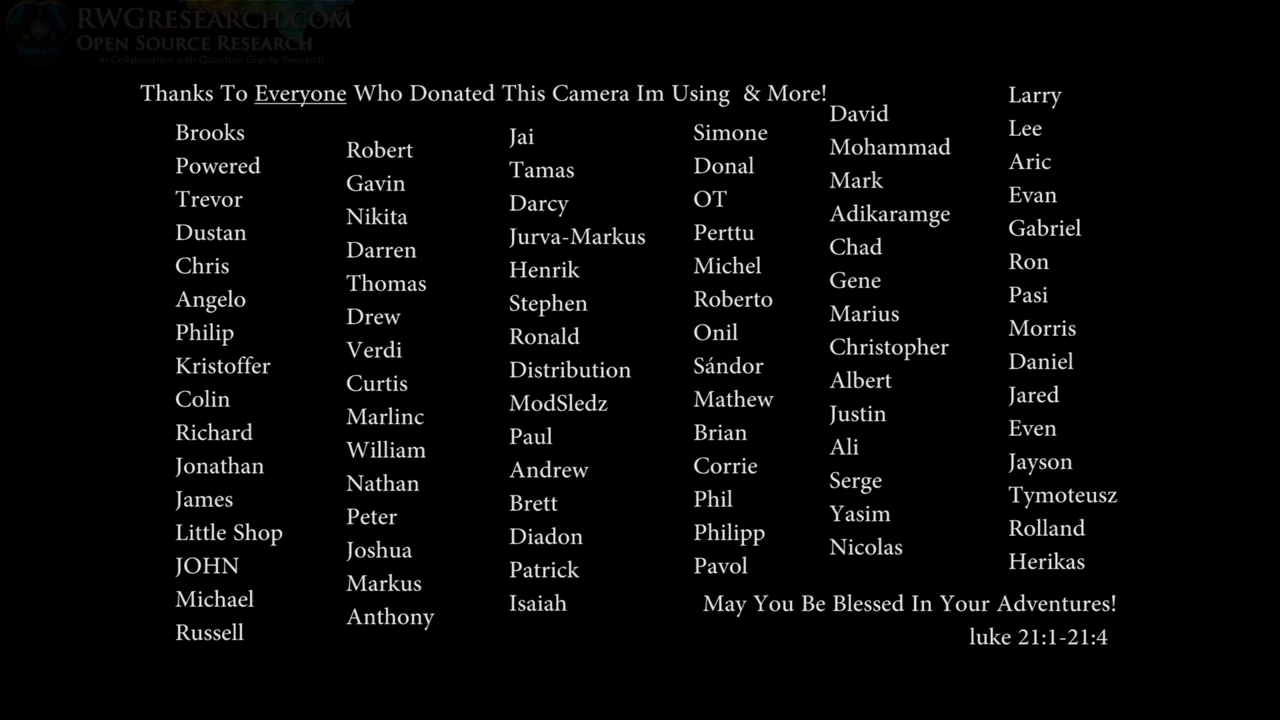 RWGRESEARCH.COM
OPEN SOURCE RESEARCH
In Collaboration with Quantum Gravity Research
Thanks To Everyone Who Donated This Camera Im Using & More!
Brooks
Powered
Trevor
Dustan
Chris
Angelo
Philip
Kristoffer
Colin
Richard
Jonathan
James
Little Shop
JOHN
Michael
Russell
Robert
Gavin
Nikita
Darren
Thomas
Drew
Verdi
Curtis
Marlinc
William
Nathan
Peter
Joshua
Markus
Anthony
Jai
Tamas
Darcy
Jurva-Markus
Henrik
Stephen
Ronald
Distribution
ModSledz
Paul
Andrew
Brett
Diadon
Patrick
Isaiah
Simone
Donal
OT
Perttu
Michel
Roberto
Onil
Sándor
Mathew
Brian
Corrie
Phil
Philipp
Pavol
David
Mohammad
Mark
Adikaramge
Chad
Gene
Marius
Christopher
Albert
Justin
Ali
Serge
Yasim
Nicolas
Larry
Lee
Aric
Evan
Gabriel
Ron
Pasi
Morris
Daniel
Jared
Even
Jayson
Tymoteusz
Rolland
Herikas
May You Be Blessed In Your Adventures!
luke 21:1-21:4